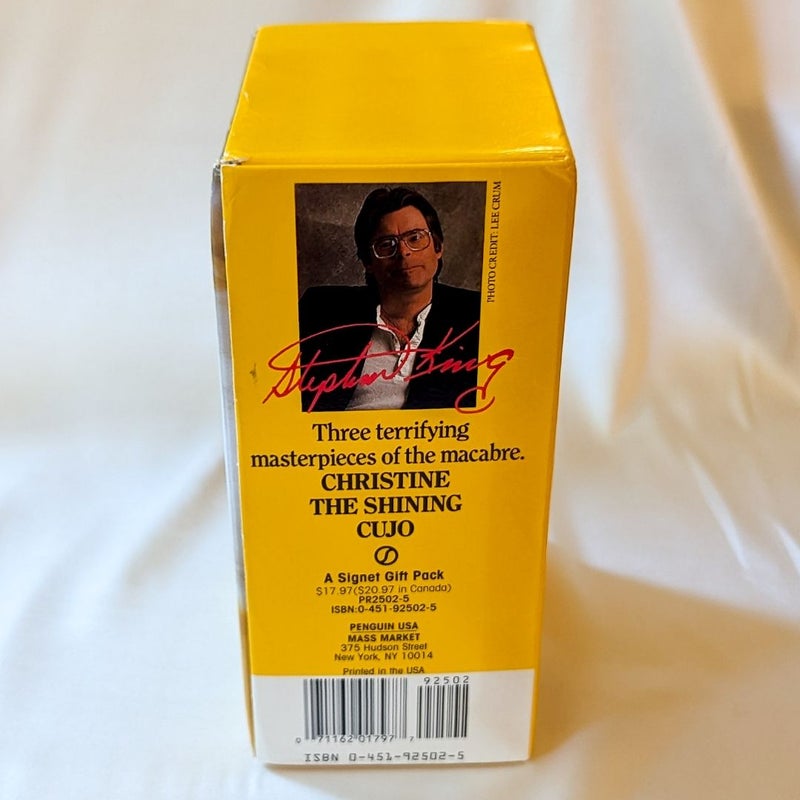 PHOTO CREDIT: LEE CRUM
Stephen King
Three terrifying
masterpieces of the macabre.
CHRISTINE
THE SHINING
CUJO
A Signet Gift Pack
$17.97($20.97 in Canada)
PR2502-5
ISBN:0-451-92502-5
PENGUIN USA
MASS MARKET
375 Hudson Street
New York, NY 10014
Printed in the USA
92502
0 71162 01797 7
ISBN 0-451-92502-5